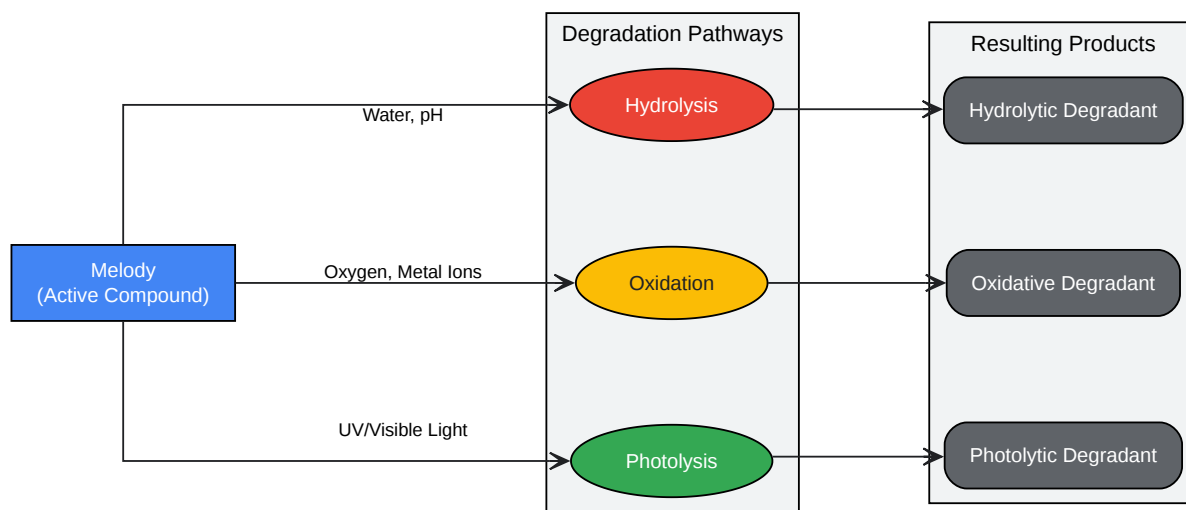 Degradation Pathways
Resulting Products
Water, pH
Hydrolysis
Hydrolytic Degradant
Melody
(Active Compound)
Oxygen, Metal Ions
Oxidation
Oxidative Degradant
UV/Visible Light
Photolysis
Photolytic Degradant